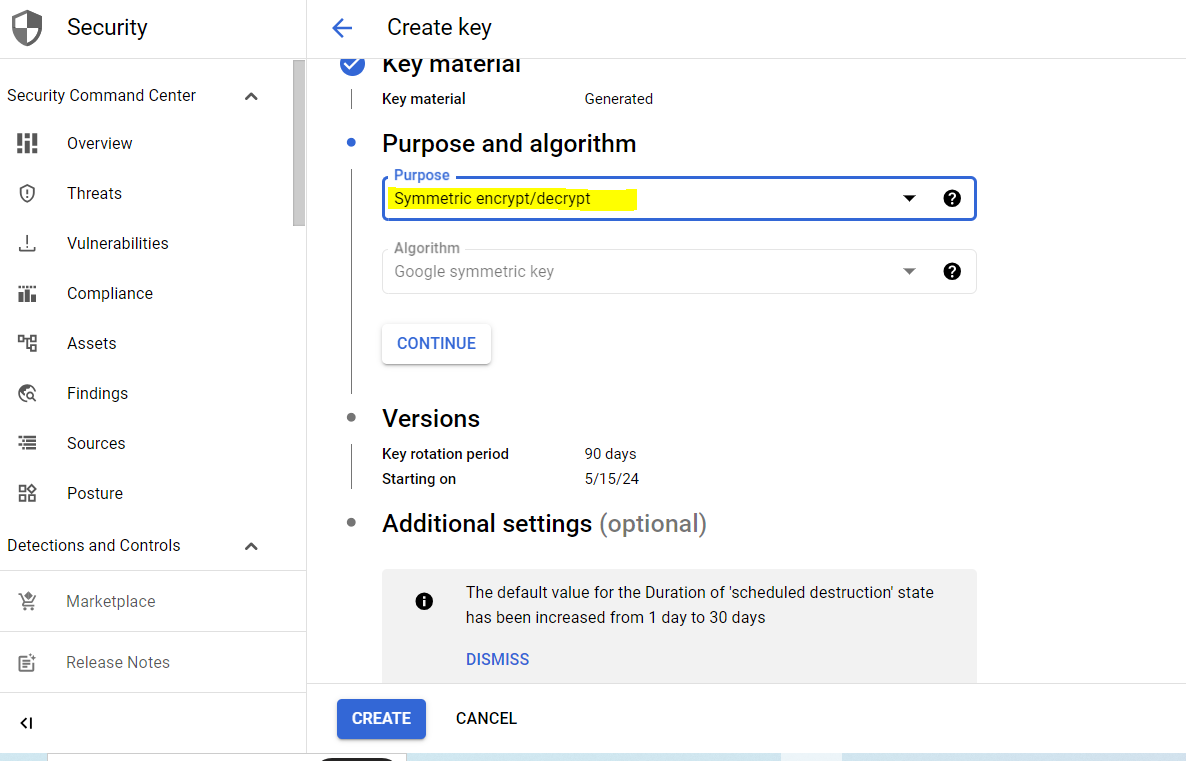 Security
Create key
Security Command Center
Overview
Threats
Vulnerabilities
Compliance
Assets
Findings
Sources
Posture
Detections and Controls
Marketplace
Release Notes
Key material
Key material Generated
Purpose and algorithm
Purpose
Symmetric encrypt/decrypt
Algorithm
Google symmetric key
CONTINUE
Versions
Key rotation period 90 days
Starting on 5/15/24
Additional settings (optional)
The default value for the Duration of 'scheduled destruction' state
has been increased from 1 day to 30 days
DISMISS
CREATE CANCEL